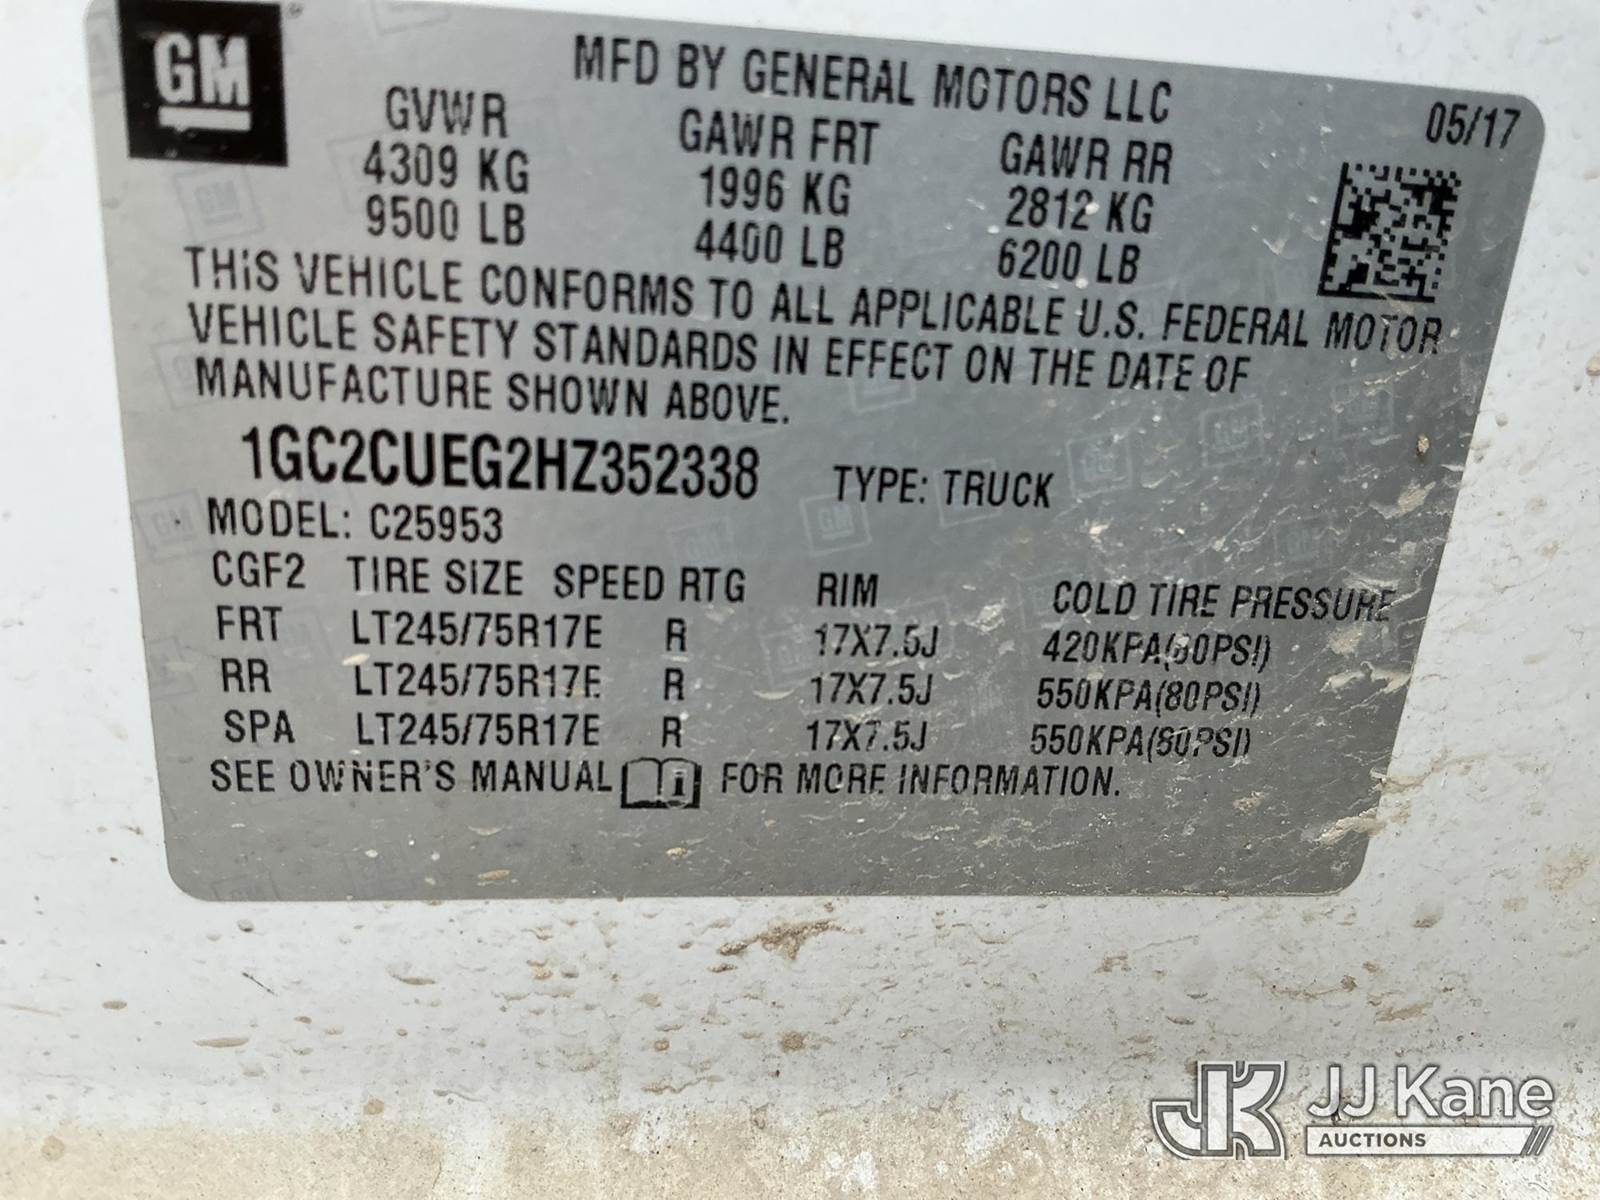 GM
MFD BY GENERAL MOTORS LLC
05/17
GVWR GAWR FRT GAWR RR
4309 KG 1996 KG 2812 KG
9500 LB 4400 LB 6200 LB
THIS VEHICLE CONFORMS TO ALL APPLICABLE U.S. FEDERAL MOTOR
VEHICLE SAFETY STANDARDS IN EFFECT ON THE DATE OF
MANUFACTURE SHOWN ABOVE.
1GC2CUEG2HZ352338 TYPE: TRUCK
MODEL: C25953
CGF2 TIRE SIZE SPEED RTG RIM COLD TIRE PRESSURE
FRT LT245/75R17E R 17X7.5J 420KPA(60PSI)
RR LT245/75R17E R 17X7.5J 550KPA(80PSI)
SPA LT245/75R17E R 17X7.5J 550KPA(80PSI)
SEE OWNER'S MANUAL i FOR MORE INFORMATION.
JK JJ Kane
AUCTIONS